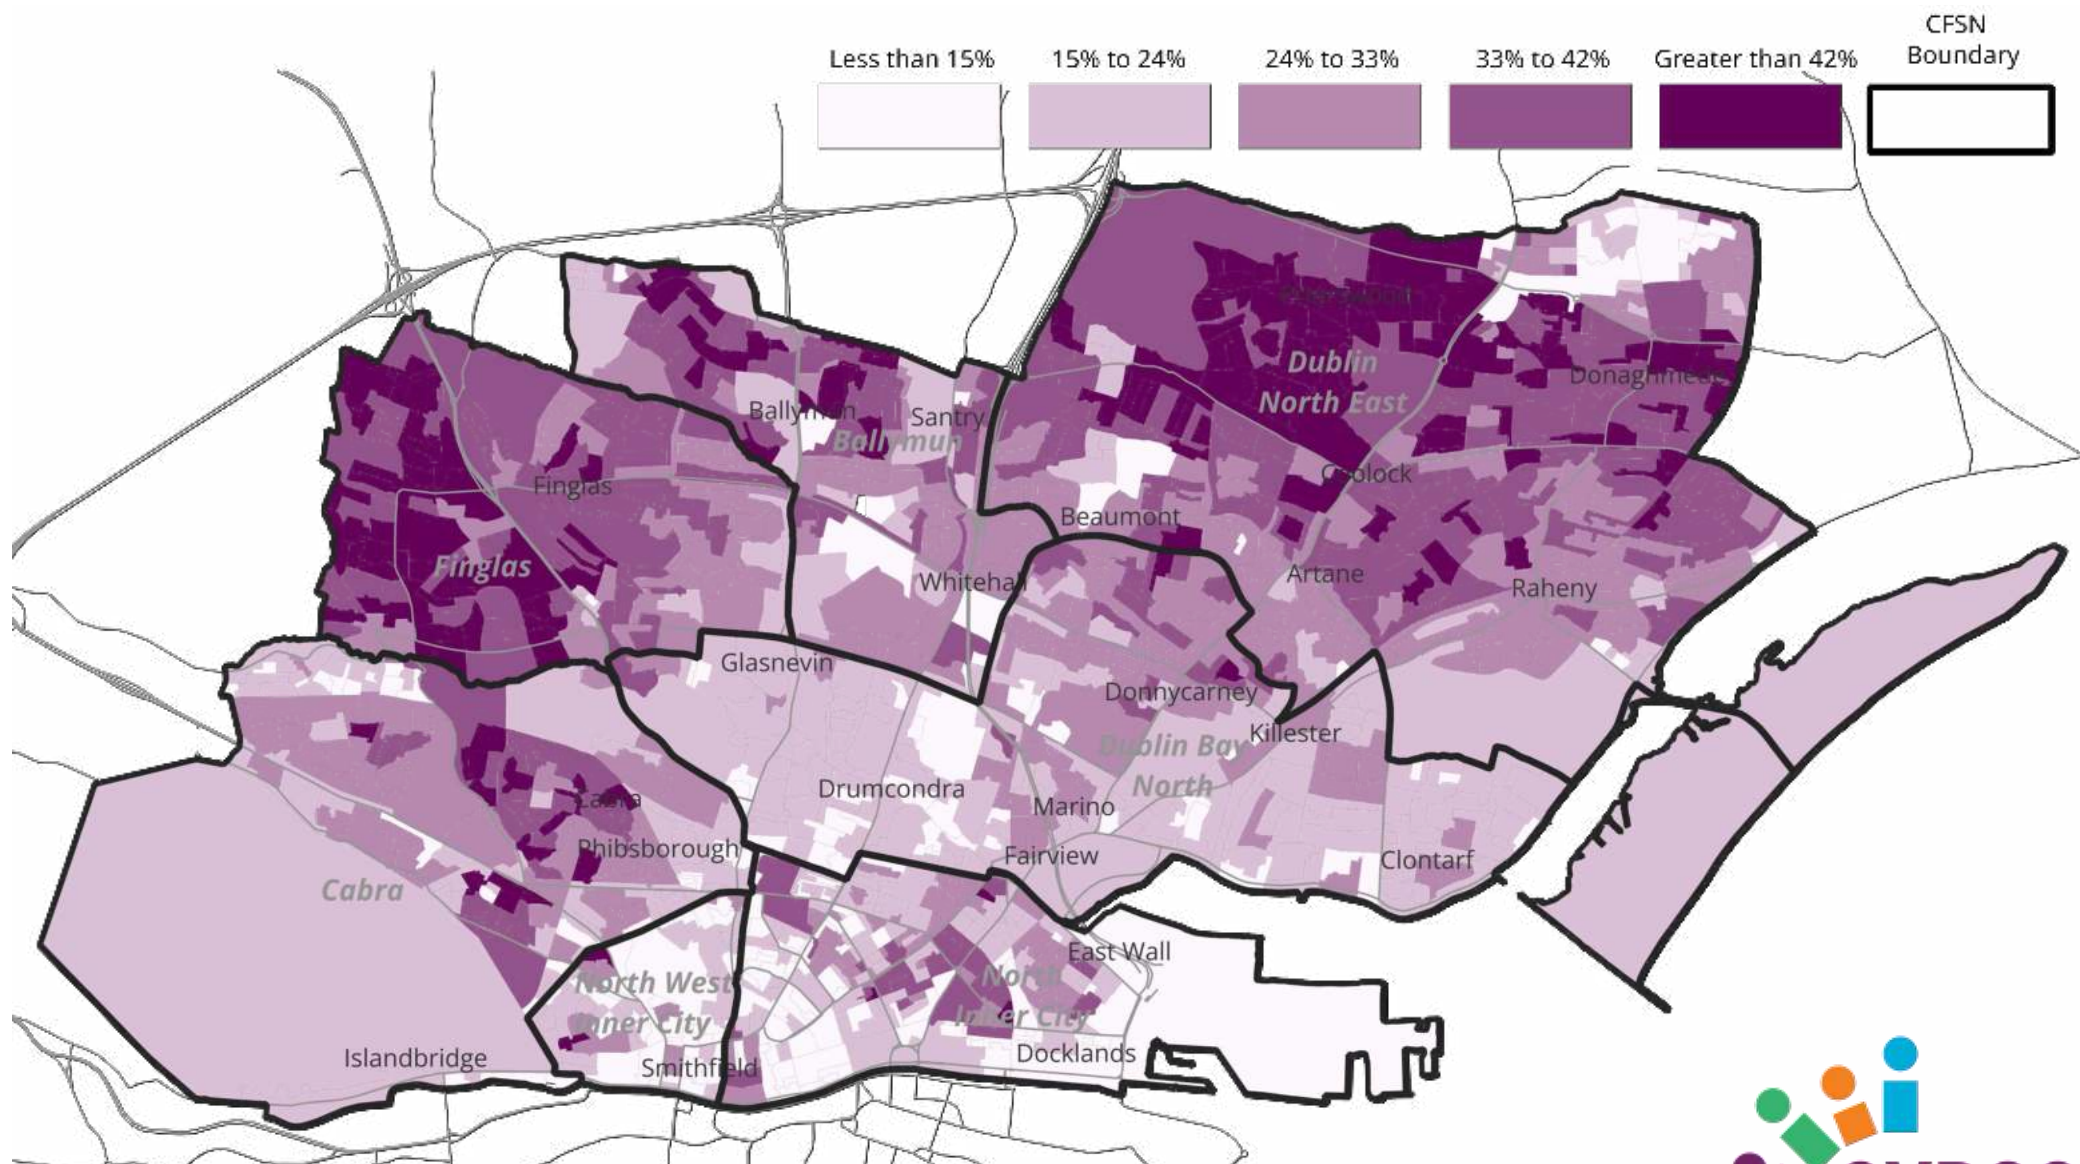 CFSN
Boundary
Less than 15%
15% to 24%
24% to 33%
33% to 42%
Greater than 42%
Dublin
North East
Donaghmede
Ballymun
Santry
Ballymun
Coolock
Finglas
Beaumont
Finglas
Whitehall
Artane
Raheny
Glasnevin
Donnycarney
Killester
Dublin Bay
North
Drumcondra
Cabra
Marino
Phibsborough
Fairview
Clontarf
Cabra
East Wall
North West
Inner City
North
Inner City
Islandbridge
Smithfield
Docklands